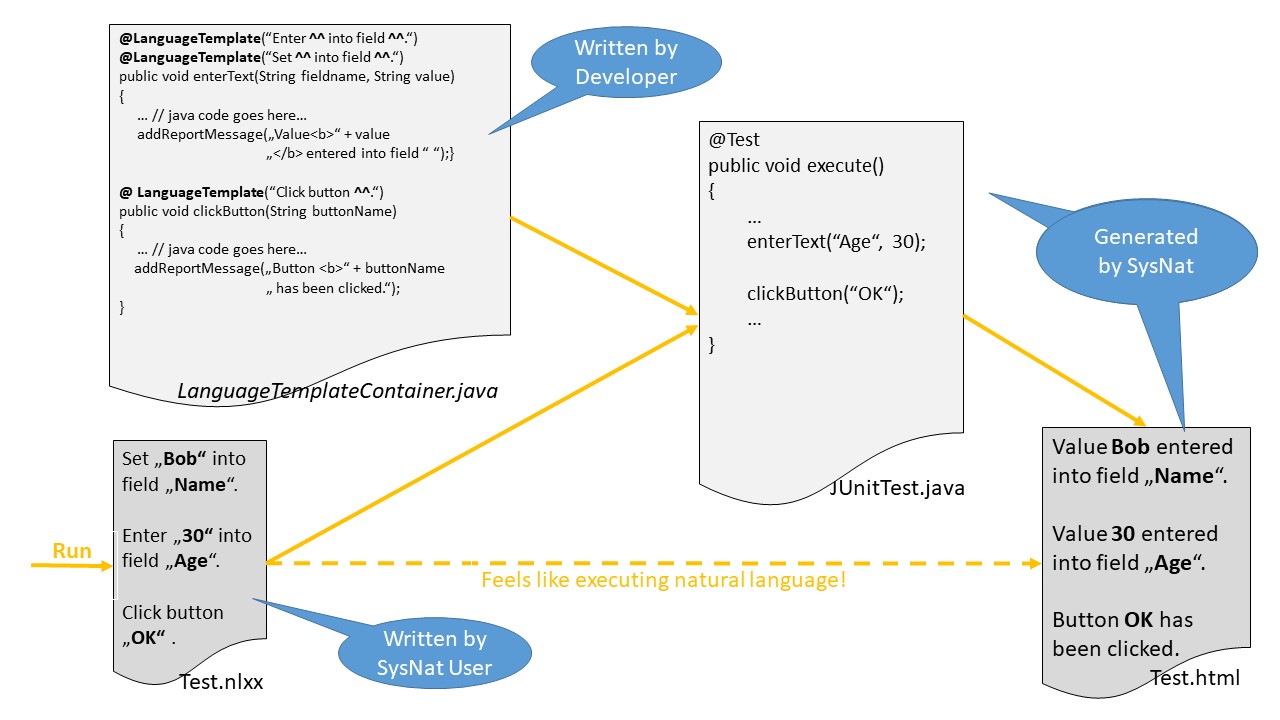 @LanguageTemplate(“Enter ^^ into field ^^.“)
@LanguageTemplate(“Set ^^ into field ^^.“)
public void enterText(String fieldname, String value)
{
… // java code goes here…
addReportMessage(„Value<b>“ + value
„</b> entered into field “ “);}
@ LanguageTemplate(“Click button ^^.“)
public void clickButton(String buttonName)
{
… // java code goes here…
addReportMessage(„Button <b>“ + buttonName
„ has been clicked.“);
}
LanguageTemplateContainer.java
Written by
Developer
@Test
public void execute()
{
…
enterText(“Age“, 30);
clickButton(“OK“);
…
}
JUnitTest.java
Generated
by SysNat
Run
Set „Bob“ into
field „Name“.
Enter „30“ into
field „Age“.
Click button
„OK“ .
Test.nlxx
Feels like executing natural language!
Written by
SysNat User
Value Bob entered
into field „Name“.
Value 30 entered
into field „Age“.
Button OK has
been clicked.
Test.html